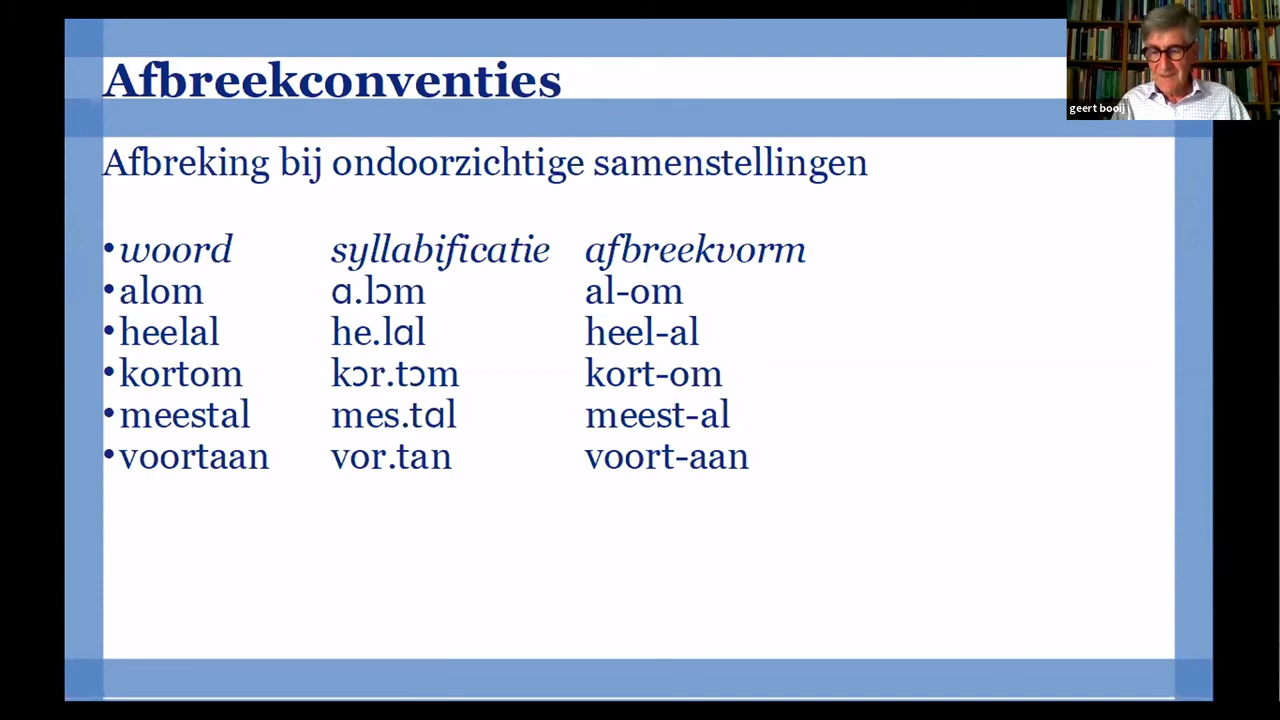 Afbreekconventies
geert booij
Afbreking bij ondoorzichtige samenstellingen
•woord syllabificatie afbreekvorm
•alom ɑ.lɔm al-om
•heelal he.lɑl heel-al
•kortom kɔr.tɔm kort-om
•meestal mes.tɑl meest-al
•voortaan vor.tan voort-aan